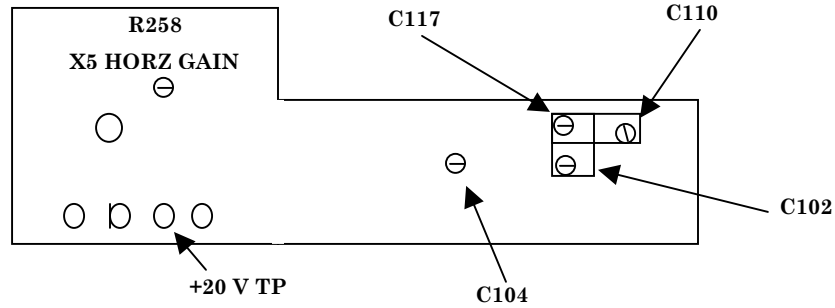 R258
X5 HORZ GAIN
C117
C110
C102
+20 V TP
C104